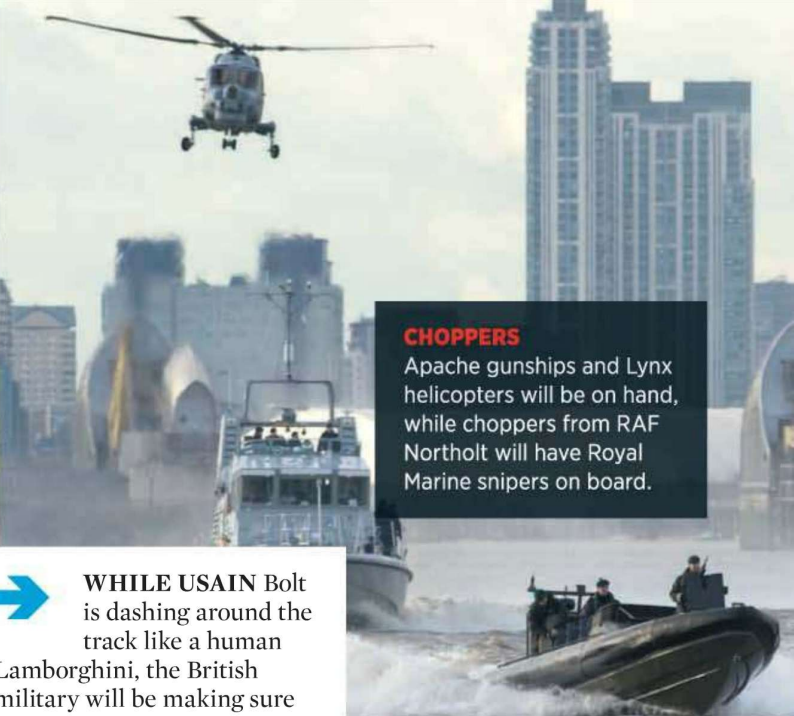 CHOPPERS
Apache gunships and Lynx
helicopters will be on hand,
while choppers from RAF
Northolt will have Royal
Marine snipers on board.
WHILE USAIN Bolt
is dashing around the
track like a human
Lamborghini, the British
military will be making sure